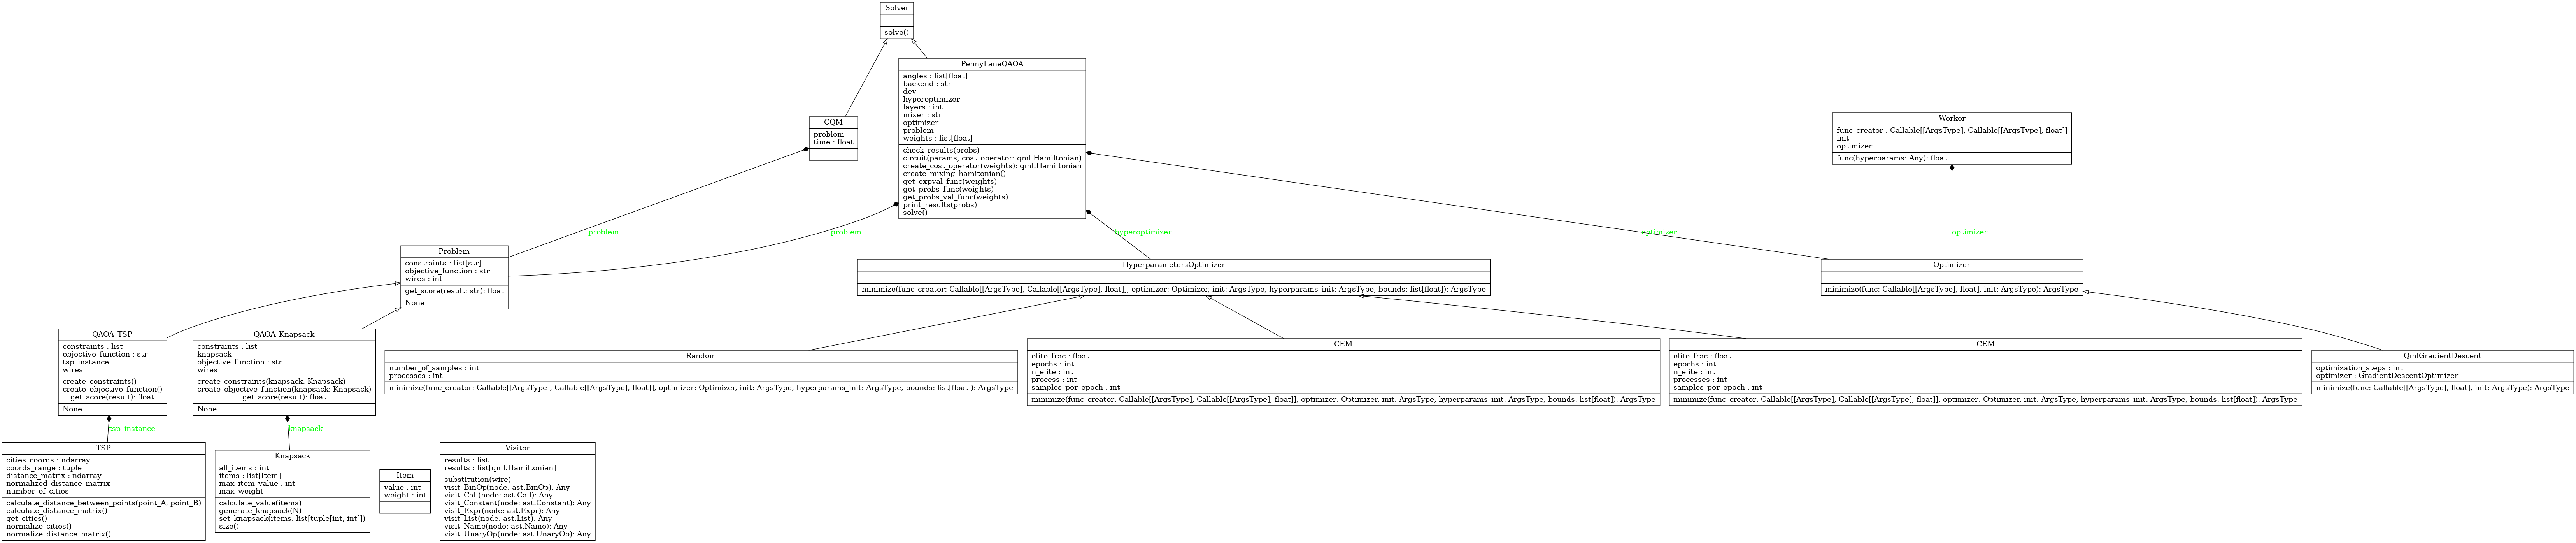 Solver
solve()
PennyLaneQAOA
angles : list[float]
backend : str
dev
hyperoptimizer
layers : int
mixer : str
optimizer
problem
weights : list[float]
check_results(probs)
circuit(params, cost_operator: qml.Hamiltonian)
create_cost_operator(weights): qml.Hamiltonian
create_mixing_hamitonian()
get_expval_func(weights)
get_probs_func(weights)
get_probs_val_func(weights)
print_results(probs)
solve()
CQM
problem
time : float
Worker
func_creator : Callable[[ArgsType], Callable[[ArgsType], float]]
init
optimizer
func(hyperparams: Any): float
problem
problem
hyperoptimizer
optimizer
optimizer
Problem
constraints : list[str]
objective_function : str
wires : int
get_score(result: str): float
None
HyperparametersOptimizer
minimize(func_creator: Callable[[ArgsType], Callable[[ArgsType], float]], optimizer: Optimizer, init: ArgsType, hyperparams_init: ArgsType, bounds: list[float]): ArgsType
Optimizer
minimize(func: Callable[[ArgsType], float], init: ArgsType): ArgsType
QAOA_TSP
constraints : list
objective_function : str
tsp_instance
wires
create_constraints()
create_objective_function()
get_score(result): float
None
QAOA_Knapsack
constraints : list
knapsack
objective_function : str
wires
create_constraints(knapsack: Knapsack)
create_objective_function(knapsack: Knapsack)
get_score(result): float
None
Random
number_of_samples : int
processes : int
minimize(func_creator: Callable[[ArgsType], Callable[[ArgsType], float]], optimizer: Optimizer, init: ArgsType, hyperparams_init: ArgsType, bounds: list[float]): ArgsType
CEM
elite_frac : float
epochs : int
n_elite : int
process : int
samples_per_epoch : int
minimize(func_creator: Callable[[ArgsType], Callable[[ArgsType], float]], optimizer: Optimizer, init: ArgsType, hyperparams_init: ArgsType, bounds: list[float]): ArgsType
CEM
elite_frac : float
epochs : int
n_elite : int
processes : int
samples_per_epoch : int
minimize(func_creator: Callable[[ArgsType], Callable[[ArgsType], float]], optimizer: Optimizer, init: ArgsType, hyperparams_init: ArgsType, bounds: list[float]): ArgsType
QmlGradientDescent
optimization_steps : int
optimizer : GradientDescentOptimizer
minimize(func: Callable[[ArgsType], float], init: ArgsType): ArgsType
tsp_instance
knapsack
TSP
cities_coords : ndarray
coords_range : tuple
distance_matrix : ndarray
normalized_distance_matrix
number_of_cities
calculate_distance_between_points(point_A, point_B)
calculate_distance_matrix()
get_cities()
normalize_cities()
normalize_distance_matrix()
Knapsack
all_items : int
items : list[Item]
max_item_value : int
max_weight
calculate_value(items)
generate_knapsack(N)
set_knapsack(items: list[tuple[int, int]])
size()
Item
value : int
weight : int
Visitor
results : list
results : list[qml.Hamiltonian]
substitution(wire)
visit_BinOp(node: ast.BinOp): Any
visit_Call(node: ast.Call): Any
visit_Constant(node: ast.Constant): Any
visit_Expr(node: ast.Expr): Any
visit_List(node: ast.List): Any
visit_Name(node: ast.Name): Any
visit_UnaryOp(node: ast.UnaryOp): Any